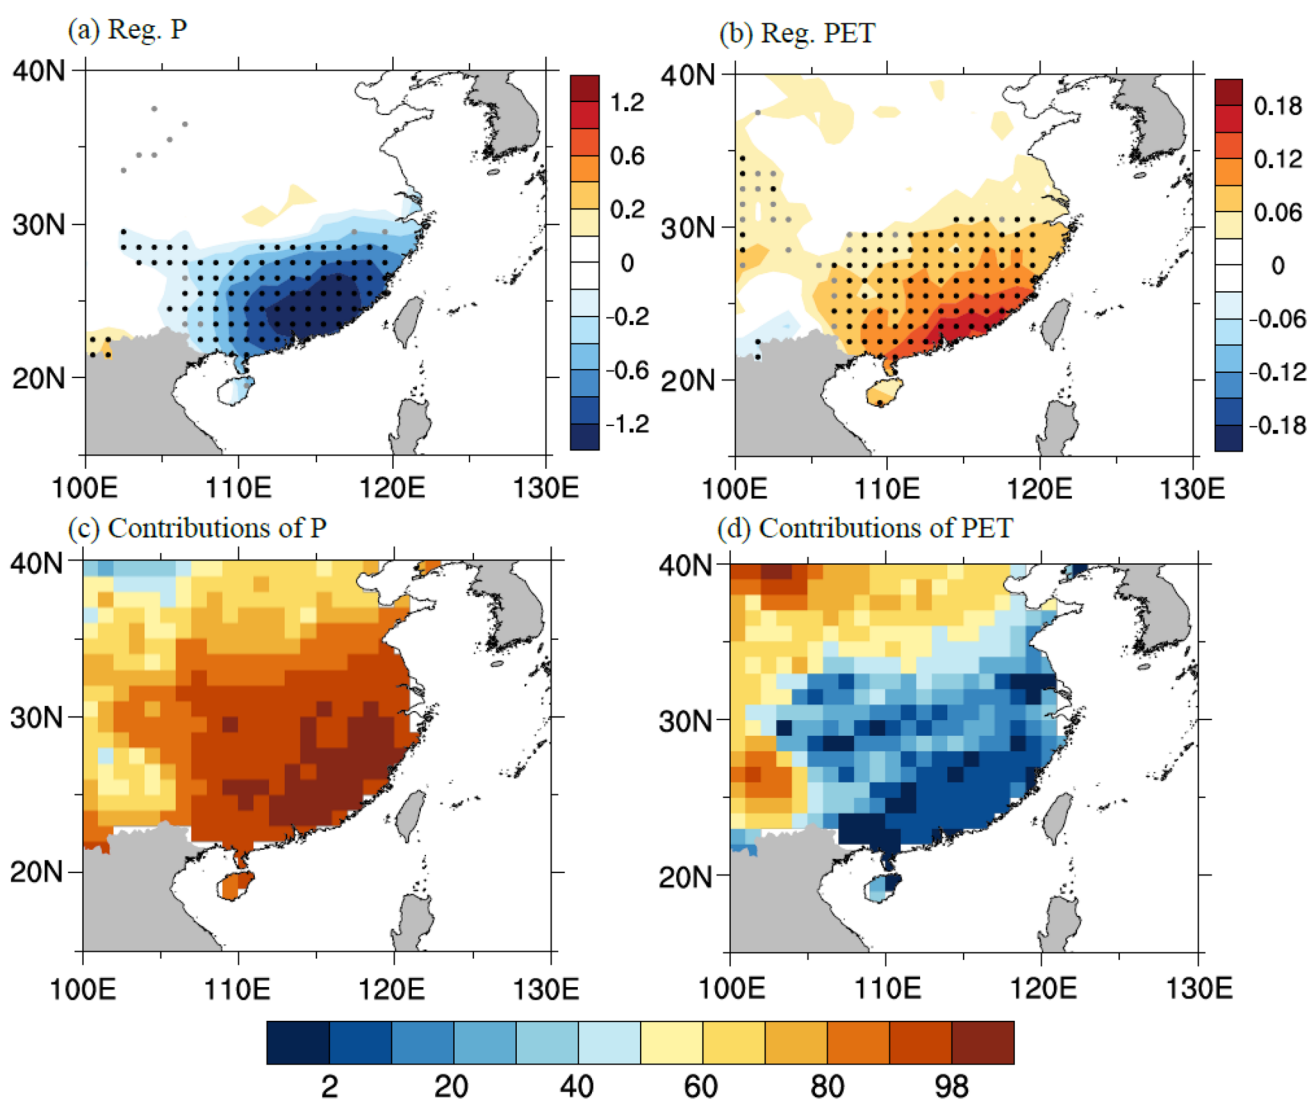 (a) Reg. P
(b) Reg. PET
40N
30N
20N
100E 110E 120E 130E
1.2
0.6
0.2
0
-0.2
-0.6
-1.2
40N
30N
20N
100E 110E 120E 130E
0.18
0.12
0.06
0
-0.06
-0.12
-0.18
(c) Contributions of P
(d) Contributions of PET
40N
30N
20N
100E 110E 120E 130E
40N
30N
20N
100E 110E 120E 130E
2 20 40 60 80 98